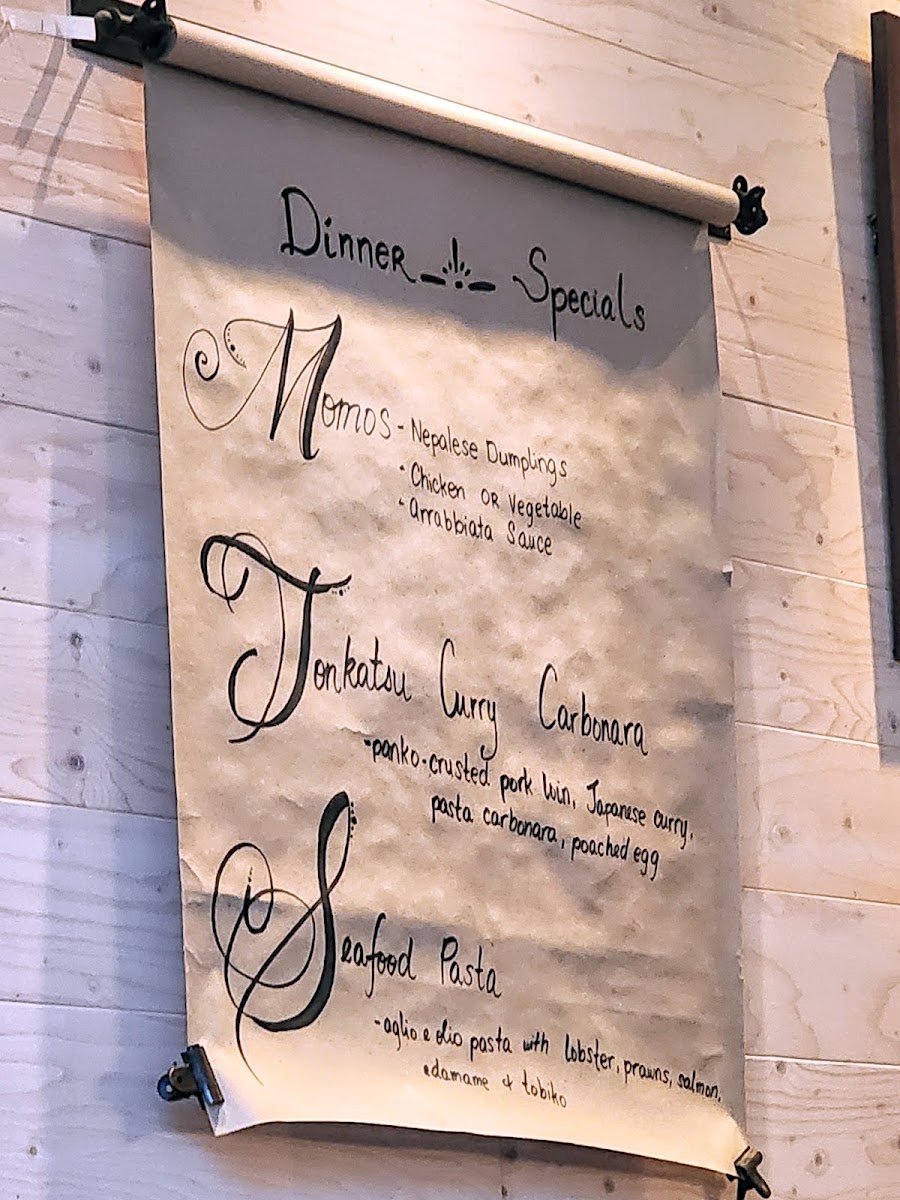 Dinner Specials
Momos - Nepalese Dumplings
- Chicken or Vegetable
- Arrabbiata Sauce
Tonkatsu Curry Carbonara
- panko-crusted pork loin, Japanese curry,
pasta carbonara, poached egg
Seafood Pasta
- aglio e olio pasta with lobster, prawns, salmon,
edamame & tobiko